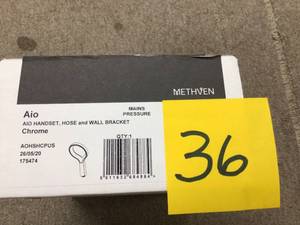 METHVEN
Aio
MAINS PRESSURE
AIO HANDSET, HOSE and WALL BRACKET
Chrome
QTY:1
AOHSHCPUS
26/05/20
175474
36